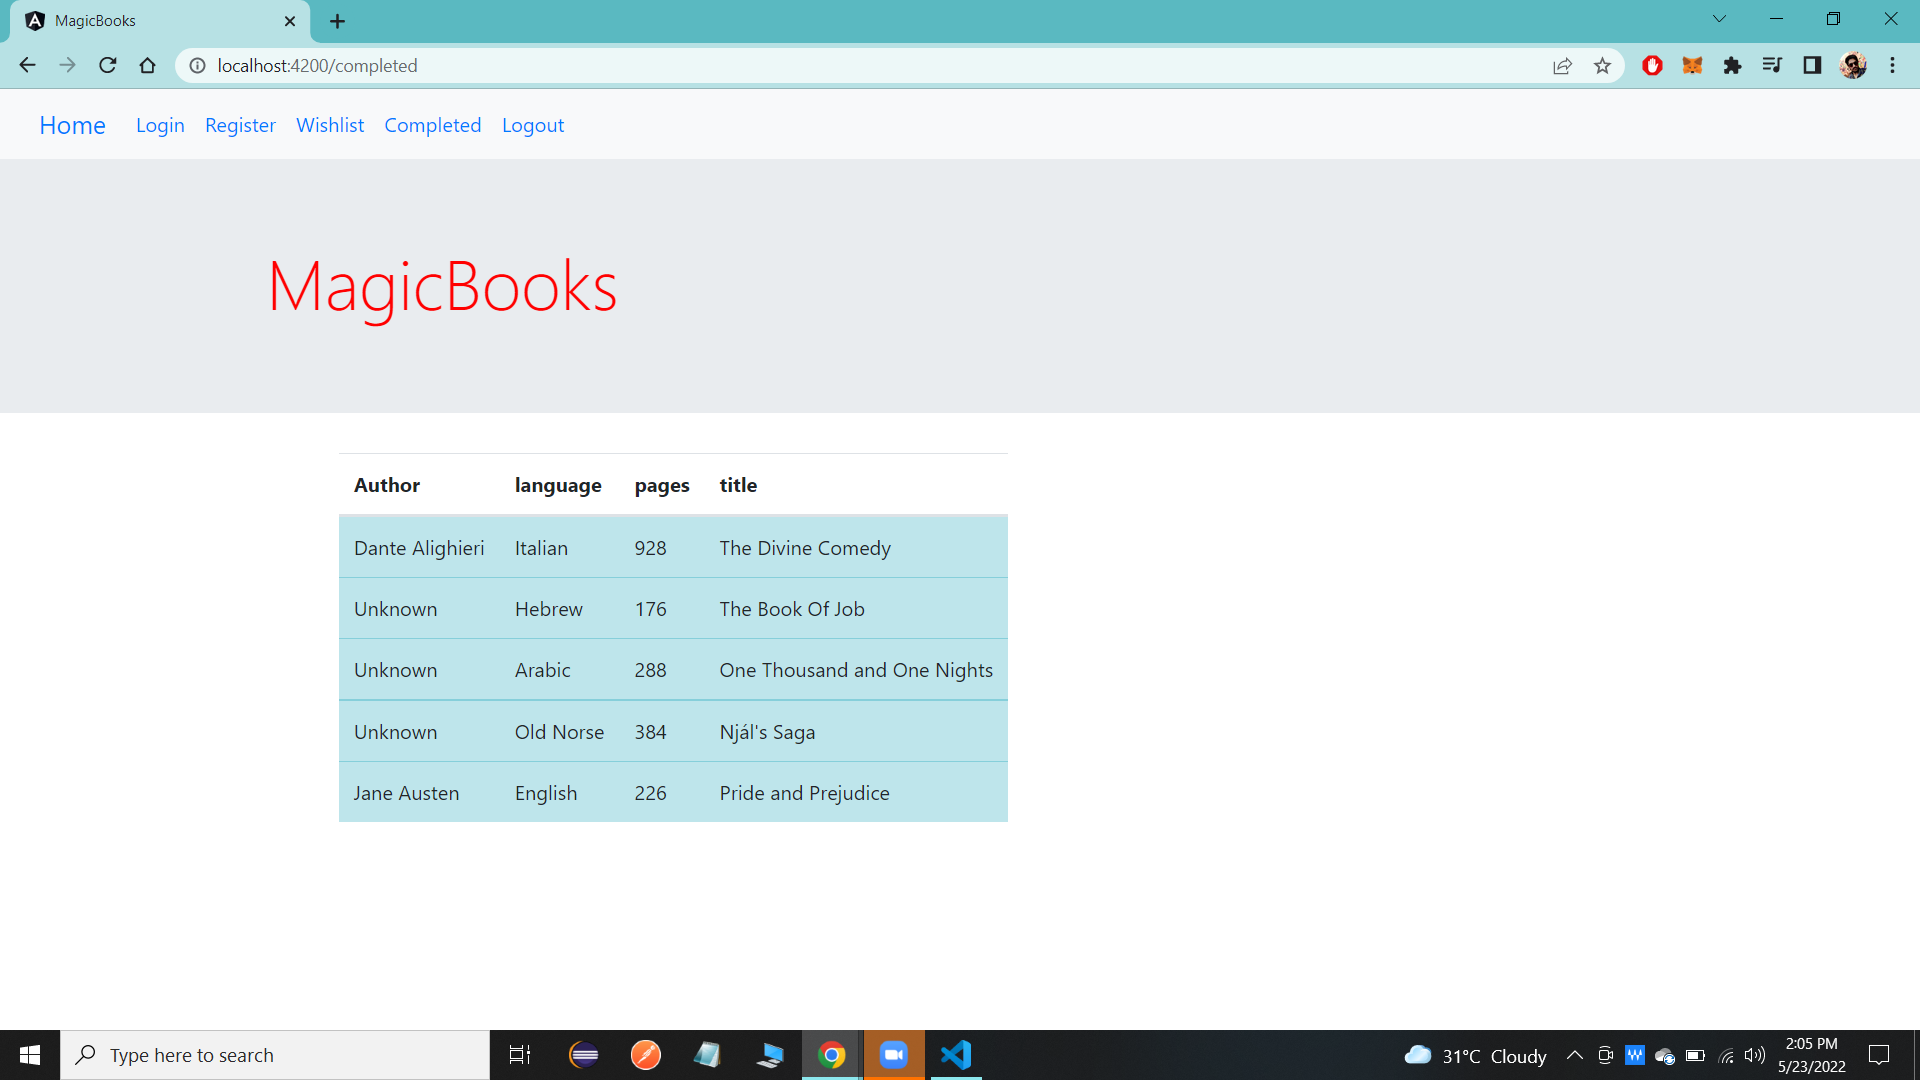 MagicBooks
localhost:4200/completed
Home Login Register Wishlist Completed Logout
MagicBooks
Author language pages title
Dante Alighieri Italian 928 The Divine Comedy
Unknown Hebrew 176 The Book Of Job
Unknown Arabic 288 One Thousand and One Nights
Unknown Old Norse 384 Njál's Saga
Jane Austen English 226 Pride and Prejudice
Type here to search 31°C Cloudy 2:05 PM
5/23/2022